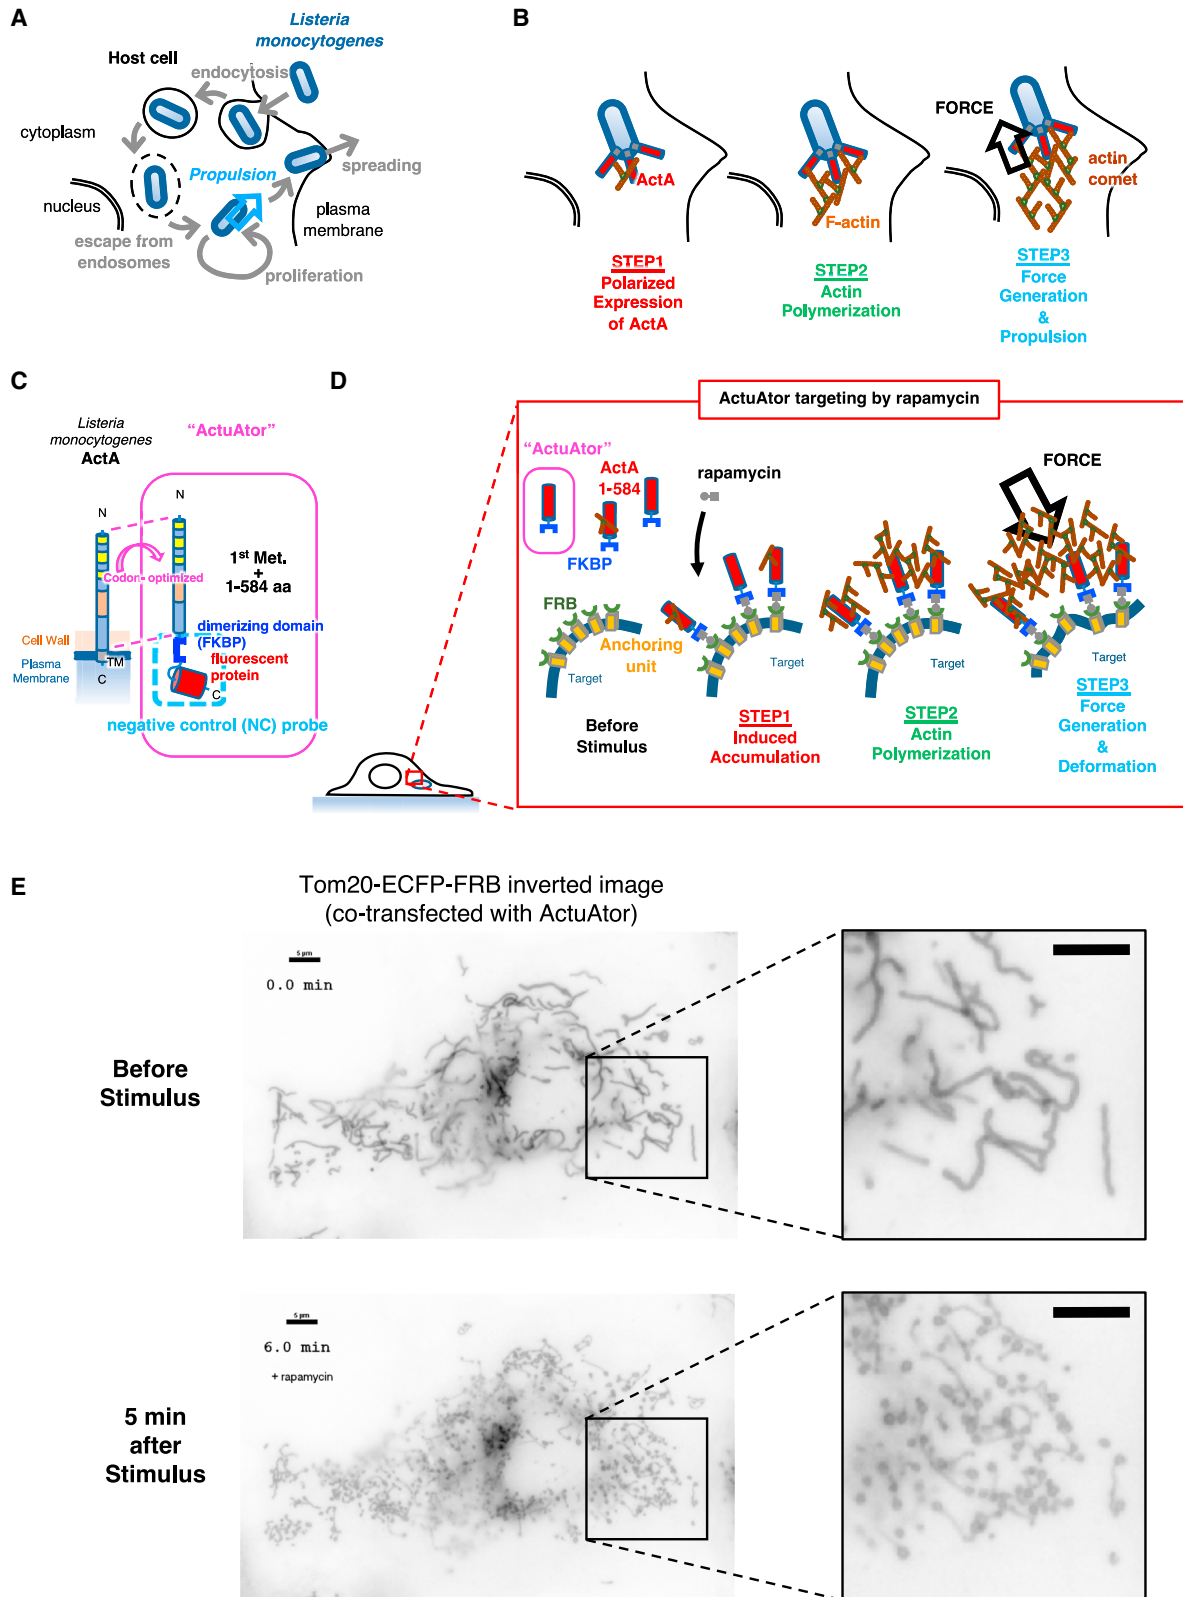 A
Listeria
monocytogenes
Host cell
endocytosis
cytoplasm
spreading
Propulsion
nucleus
plasma
membrane
escape from
endosomes
proliferation
B
FORCE
ActA
F-actin
actin
comet
STEP1
Polarized
Expression
of ActA
STEP2
Actin
Polymerization
STEP3
Force
Generation
&
Propulsion
C
Listeria
monocytogenes
ActA
"ActuAtor"
N
N
Codon-optimized
1st Met.
+
1-584 aa
Cell Wall
Plasma
Membrane
TM
C
dimerizing domain
(FKBP)
fluorescent
protein
C
negative control (NC) probe
D
ActuAtor targeting by rapamycin
"ActuAtor"
ActA
1-584
FKBP
rapamycin
FORCE
FRB
Anchoring
unit
Target
Target
Target
Target
Before
Stimulus
STEP1
Induced
Accumulation
STEP2
Actin
Polymerization
STEP3
Force
Generation
&
Deformation
E
Tom20-ECFP-FRB inverted image
(co-transfected with ActuAtor)
5 μm
0.0 min
Before
Stimulus
5 μm
6.0 min
+ rapamycin
5 min
after
Stimulus